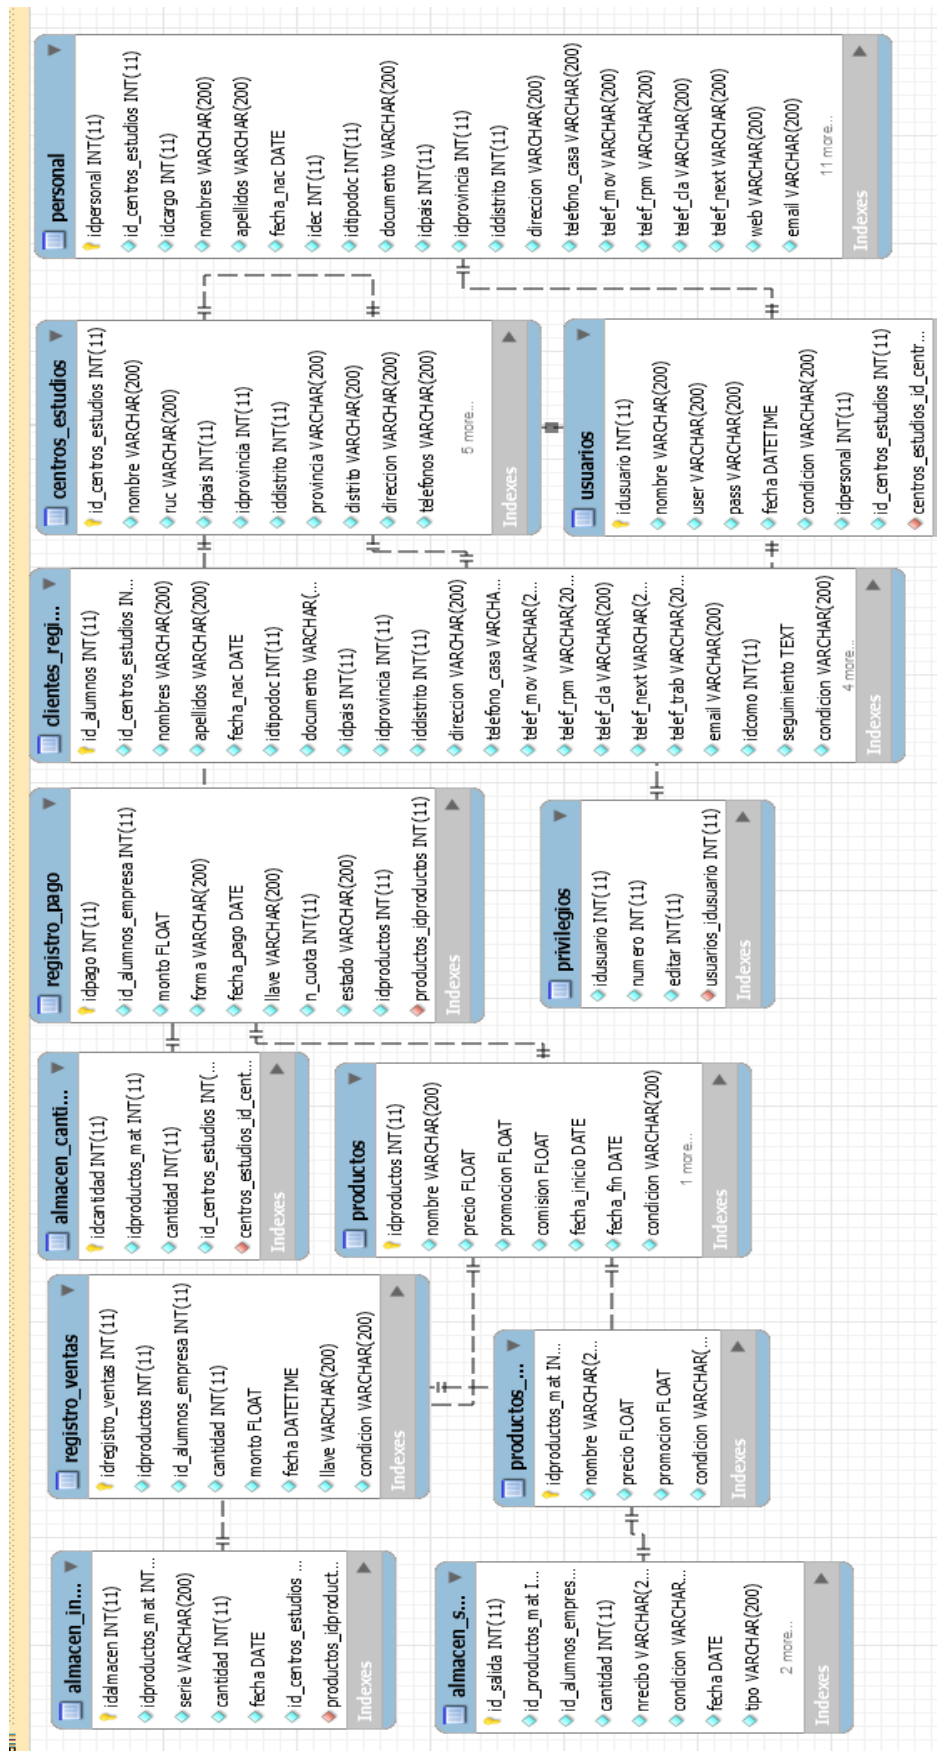 almacen_in...
idalmacen INT(11)
idproductos_mat INT...
serie VARCHAR(200)
cantidad INT(11)
fecha DATE
id_centros_estudios ...
productos_idproduct...
Indexes
registro_ventas
idregistro_ventas INT(11)
idproductos INT(11)
id_alumnos_empresa INT(11)
cantidad INT(11)
monto FLOAT
fecha DATETIME
llave VARCHAR(200)
condicion VARCHAR(200)
Indexes
almacen_canti...
idcantidad INT(11)
idproductos_mat INT(11)
cantidad INT(11)
id_centros_estudios INT(...
centros_estudios_id_cent...
Indexes
registro_pago
idpago INT(11)
id_alumnos_empresa INT(11)
monto FLOAT
forma VARCHAR(200)
fecha_pago DATE
llave VARCHAR(200)
n_cuota INT(11)
estado VARCHAR(200)
idproductos INT(11)
productos_idproductos INT(11)
Indexes
clientes_regi...
id_alumnos INT(11)
id_centros_estudios IN...
nombres VARCHAR(200)
apellidos VARCHAR(200)
fecha_nac DATE
idtipodoc INT(11)
documento VARCHAR(...
idpais INT(11)
idprovincia INT(11)
iddistrito INT(11)
direccion VARCHAR(200)
telefono_casa VARCHA...
telef_mov VARCHAR(2...
telef_rpm VARCHAR(20...
telef_cla VARCHAR(200)
telef_next VARCHAR(2...
telef_trab VARCHAR(20...
email VARCHAR(200)
idcomo INT(11)
seguimiento TEXT
condicion VARCHAR(200)
4 more...
Indexes
centros_estudios
id_centros_estudios INT(11)
nombre VARCHAR(200)
ruc VARCHAR(200)
idpais INT(11)
idprovincia INT(11)
iddistrito INT(11)
provincia VARCHAR(200)
distrito VARCHAR(200)
direccion VARCHAR(200)
telefonos VARCHAR(200)
5 more...
Indexes
personal
idpersonal INT(11)
id_centros_estudios INT(11)
idcargo INT(11)
nombres VARCHAR(200)
apellidos VARCHAR(200)
fecha_nac DATE
idec INT(11)
idtipodoc INT(11)
documento VARCHAR(200)
idpais INT(11)
idprovincia INT(11)
iddistrito INT(11)
direccion VARCHAR(200)
telefono_casa VARCHAR(200)
telef_mov VARCHAR(200)
telef_rpm VARCHAR(200)
telef_cla VARCHAR(200)
telef_next VARCHAR(200)
web VARCHAR(200)
email VARCHAR(200)
11 more...
Indexes
almacen_s...
id_salida INT(11)
id_productos_mat I...
id_alumnos_empres...
cantidad INT(11)
nrecibo VARCHAR(2...
condicion VARCHAR...
fecha DATE
tipo VARCHAR(200)
2 more...
Indexes
productos_...
idproductos_mat IN...
nombre VARCHAR(2...
precio FLOAT
promocion FLOAT
condicion VARCHAR(...
Indexes
productos
idproductos INT(11)
nombre VARCHAR(200)
precio FLOAT
promocion FLOAT
comision FLOAT
fecha_inicio DATE
fecha_fin DATE
condicion VARCHAR(200)
1 more...
Indexes
privilegios
idusuario INT(11)
numero INT(11)
editar INT(11)
usuarios_idusuario INT(11)
Indexes
usuarios
idusuario INT(11)
nombre VARCHAR(200)
user VARCHAR(200)
pass VARCHAR(200)
fecha DATETIME
condicion VARCHAR(200)
idpersonal INT(11)
id_centros_estudios INT(11)
centros_estudios_id_centr...